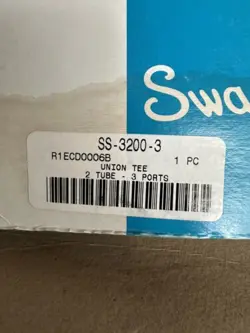 Swa
SS-3200-3
R1ECD0006B 1 PC
UNION TEE
2 TUBE - 3 PORTS